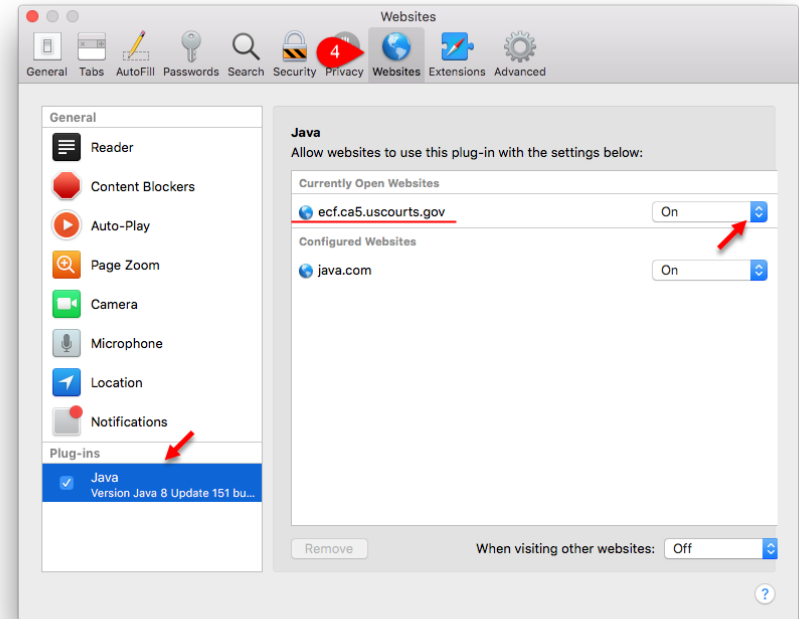 Websites
4
General Tabs AutoFill Passwords Search Security Privacy Websites Extensions Advanced
General
Reader
Content Blockers
Auto-Play
Page Zoom
Camera
Microphone
Location
Notifications
Plug-ins
Java
Version Java 8 Update 151 bu...
Java
Allow websites to use this plug-in with the settings below:
Currently Open Websites
ecf.ca5.uscourts.gov On
Configured Websites
java.com On
Remove When visiting other websites: Off
?